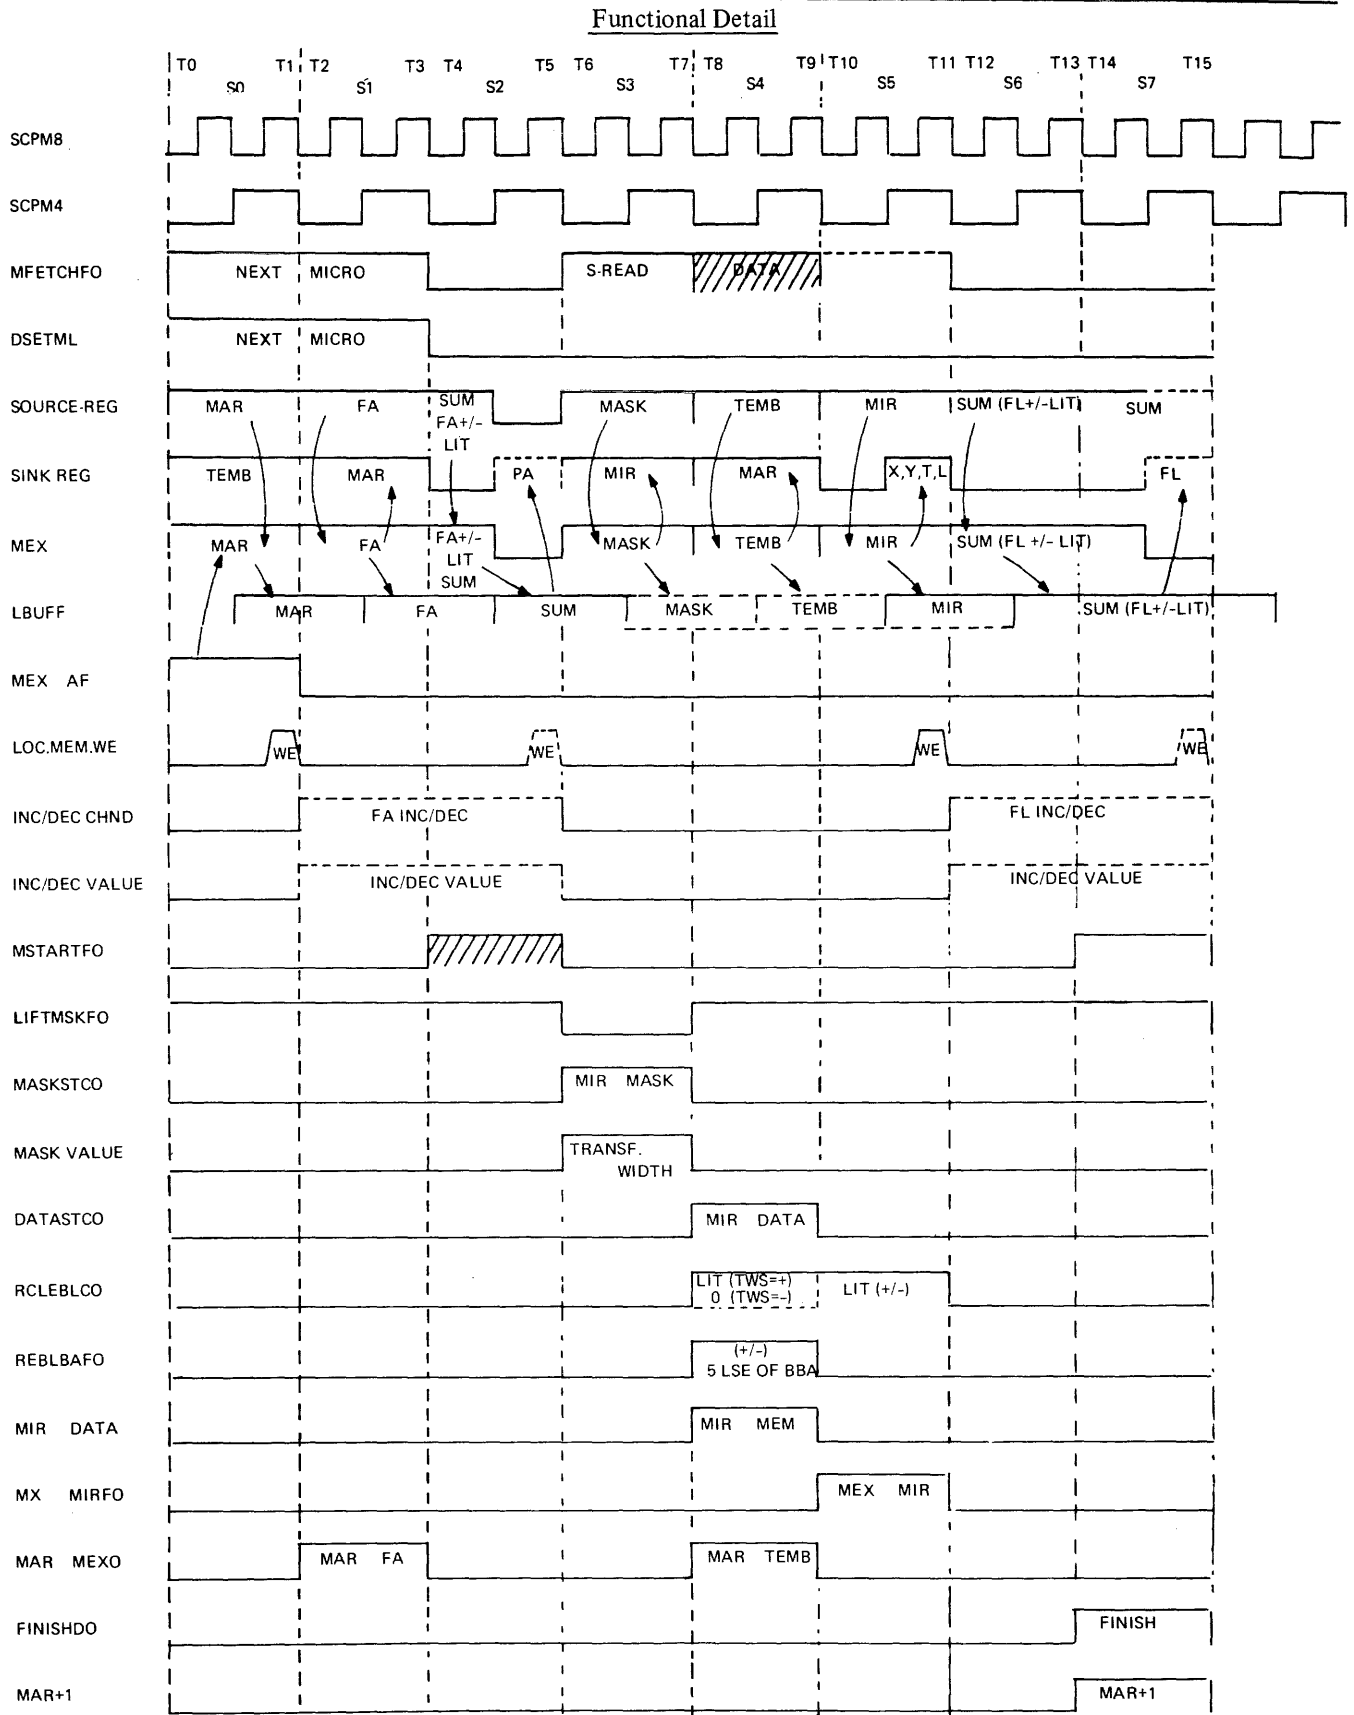 Functional Detail
T0 T1 T2 T3 T4 T5 T6 T7 T8 T9 T10 T11 T12 T13 T14 T15
S0 S1 S2 S3 S4 S5 S6 S7
SCPM8
SCPM4
MFETCHFO NEXT MICRO S-READ DATA
DSETML NEXT MICRO
SOURCE-REG MAR FA SUM FA+/- LIT MASK TEMB MIR SUM (FL+/-LIT) SUM
SINK REG TEMB MAR PA MIR MAR X,Y,T,L FL
MEX MAR FA FA+/- LIT SUM MASK TEMB MIR SUM (FL +/- LIT)
LBUFF MAR FA SUM MASK TEMB MIR SUM (FL+/-LIT)
MEX AF
LOC.MEM.WE WE WE WE WE
INC/DEC CHND FA INC/DEC FL INC/DEC
INC/DEC VALUE INC/DEC VALUE INC/DEC VALUE
MSTARTFO
LIFTMSKFO
MASKSTCO MIR MASK
MASK VALUE TRANSF. WIDTH
DATASTCO MIR DATA
RCLEBLCO LIT (TWS=+) 0 (TWS=-) LIT (+/-)
REBLBAFO (+/-) 5 LSE OF BBA
MIR DATA MIR MEM
MX MIRFO MEX MIR
MAR MEXO MAR FA MAR TEMB
FINISHDO FINISH
MAR+1 MAR+1